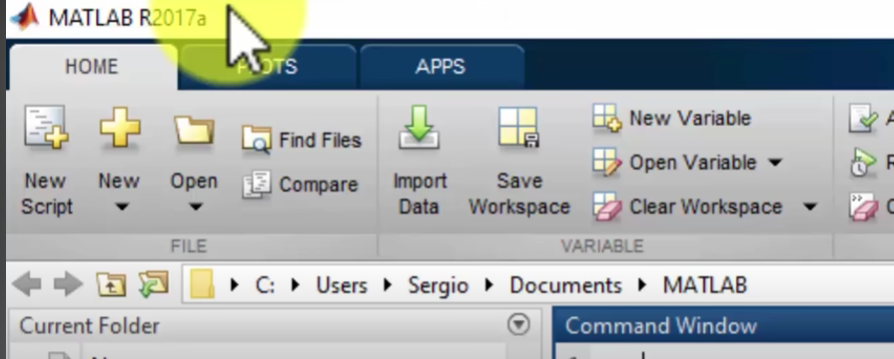 MATLAB R2017a
HOME
PLOTS
APPS
New Script
New
Open
Find Files
Compare
Import Data
Save Workspace
New Variable
Open Variable
Clear Workspace
FILE
VARIABLE
C: Users Sergio Documents MATLAB
Current Folder
Command Window